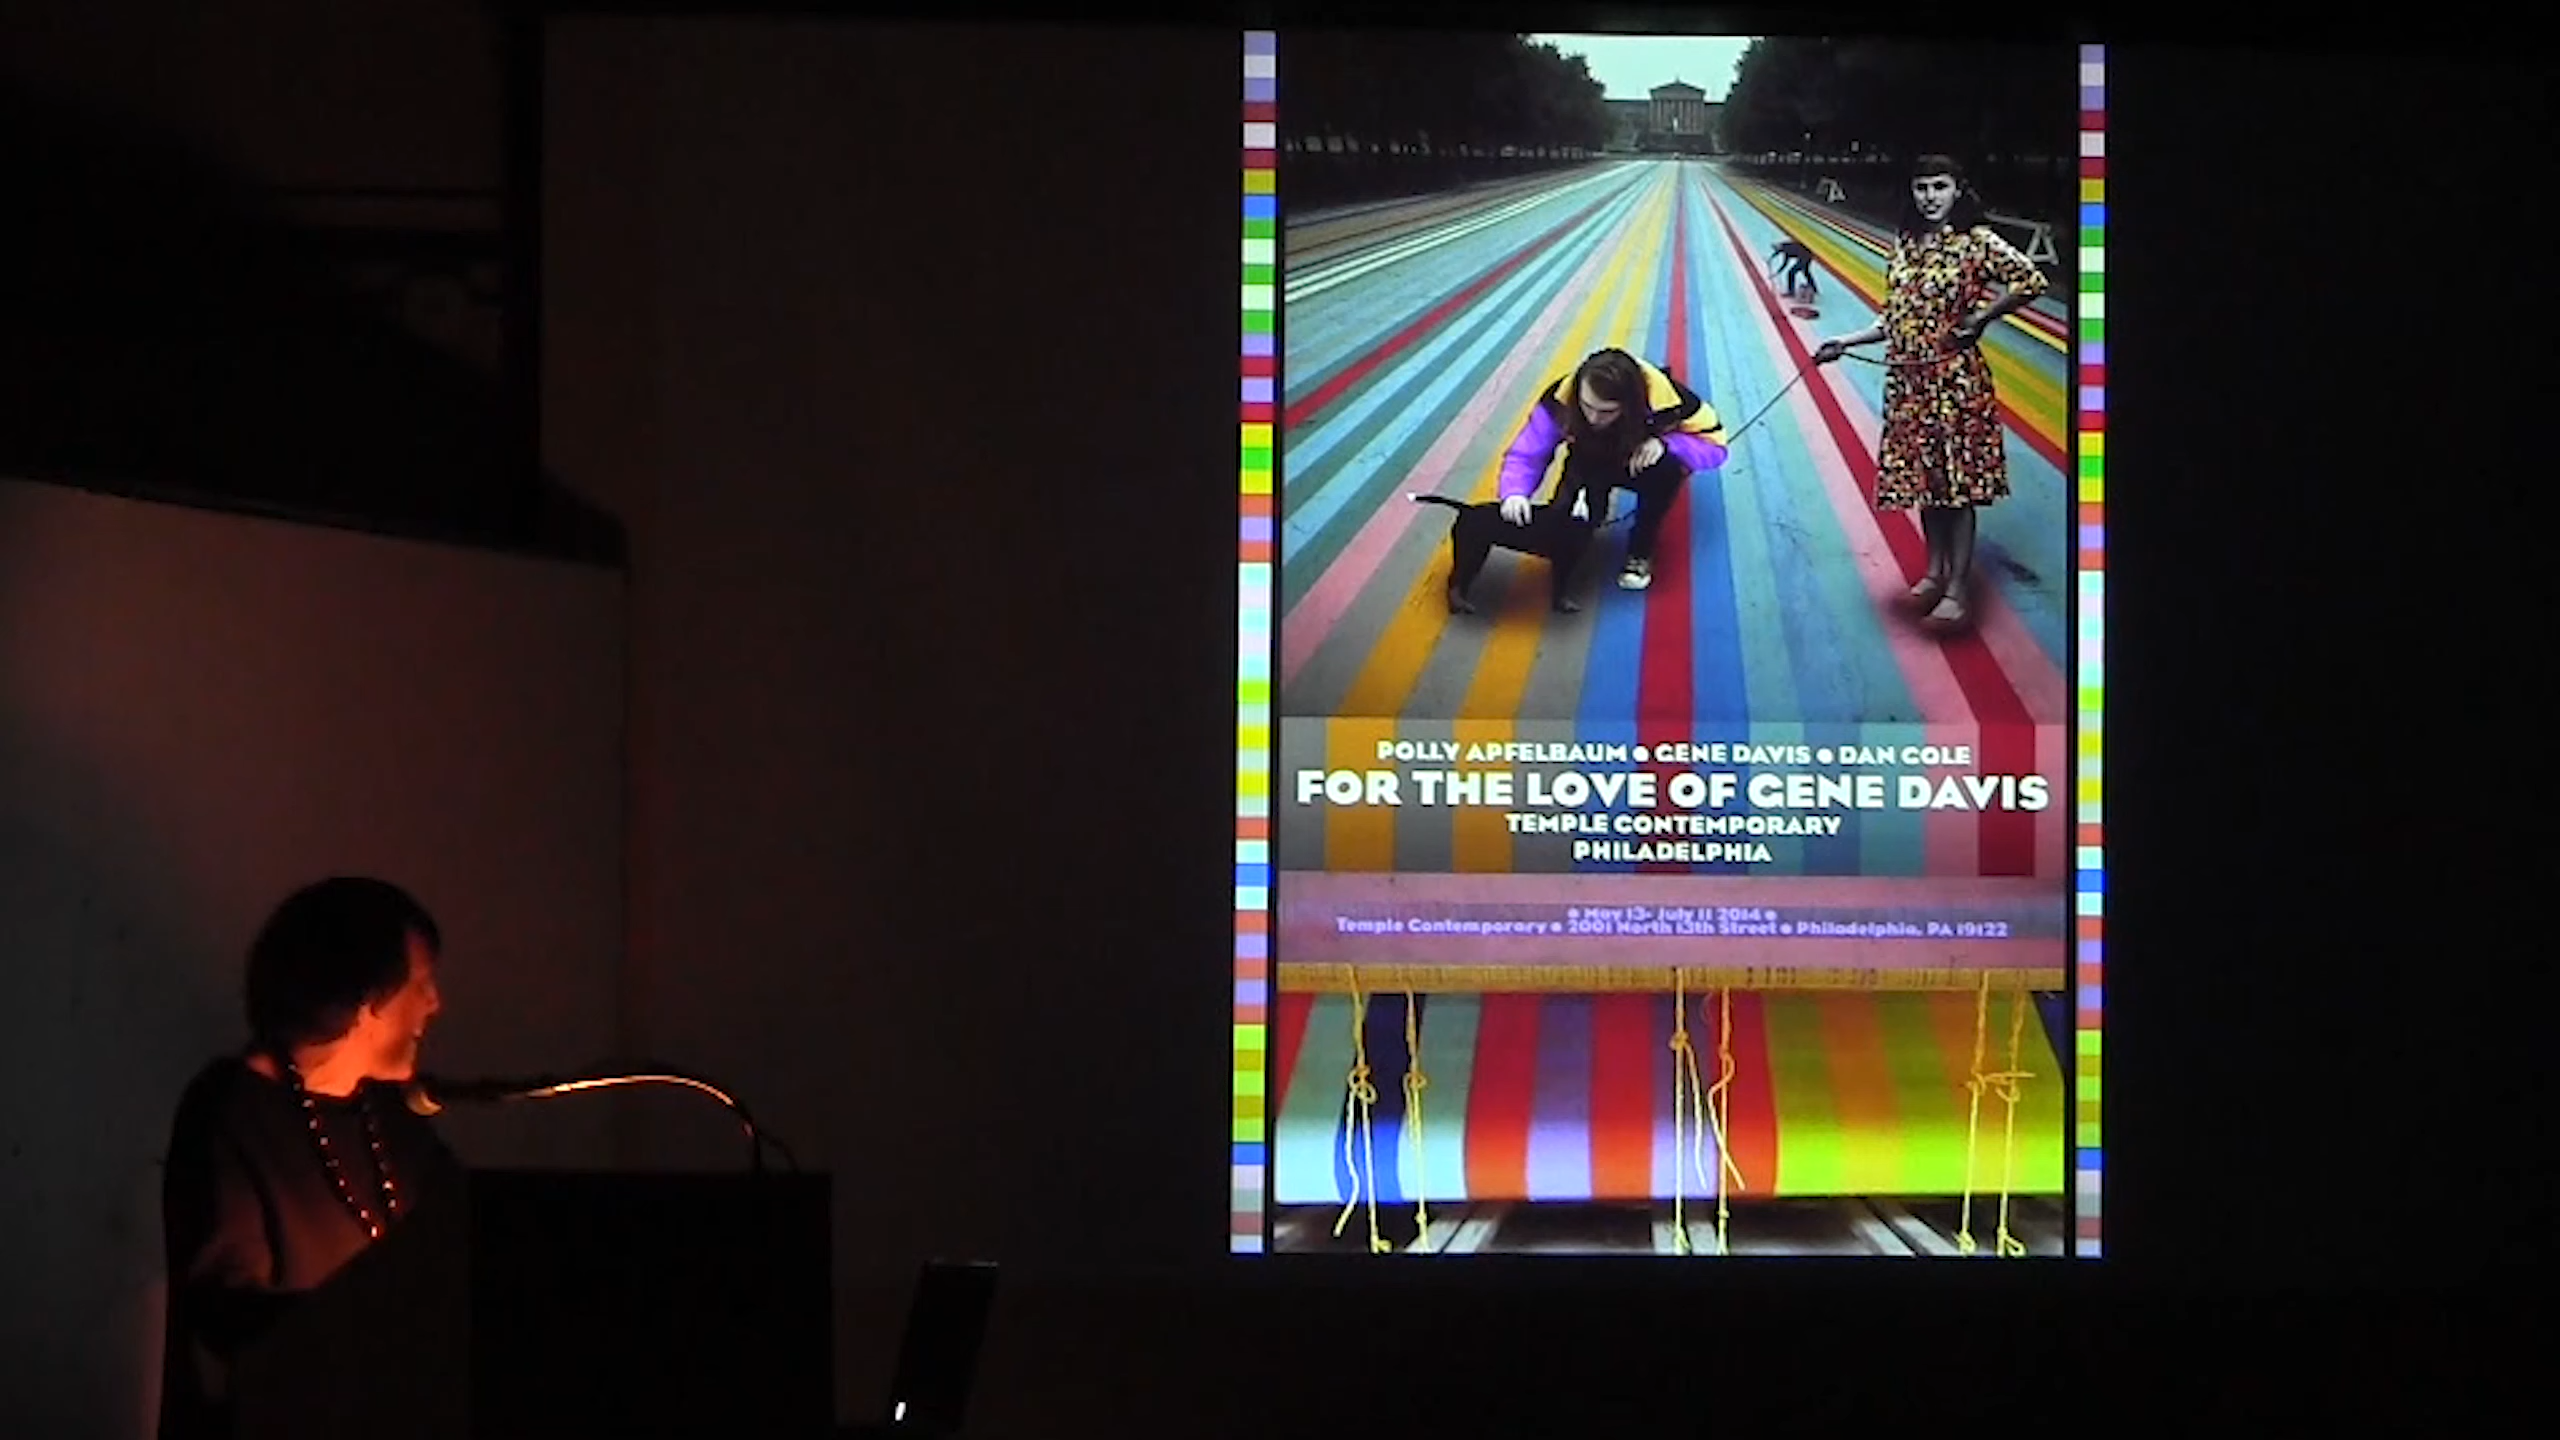 POLLY APFELBAUM ● GENE DAVIS ● DAN COLE
FOR THE LOVE OF GENE DAVIS
TEMPLE CONTEMPORARY
PHILADELPHIA
● May 13- July 11 2014 ●
Temple Contemporary ● 2001 North 13th Street ● Philadelphia, PA 19122